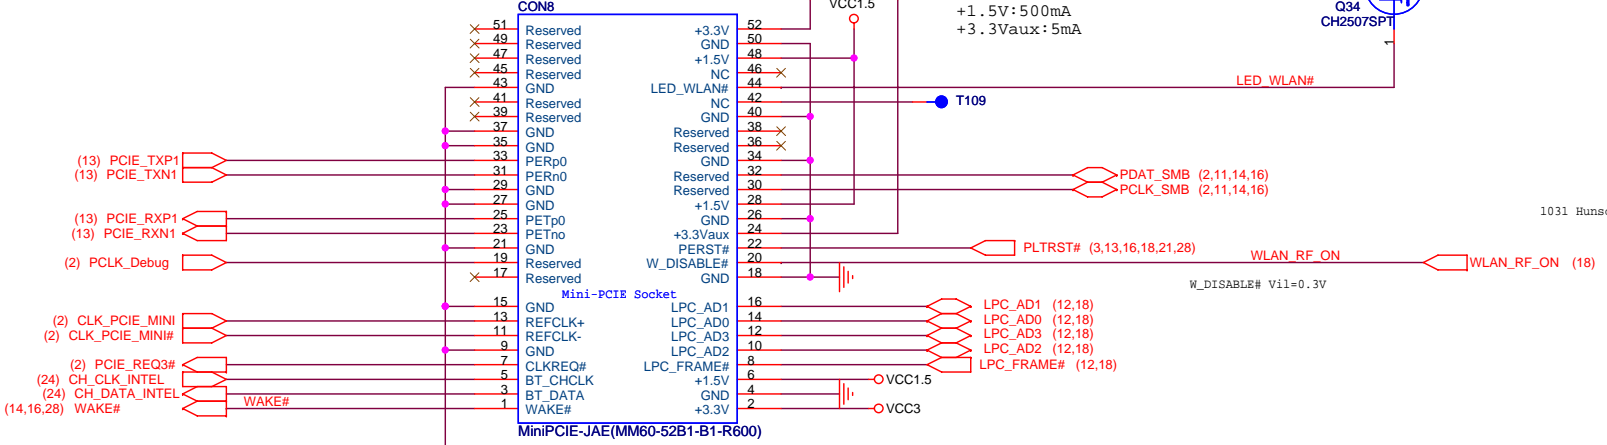 CON8
VCC1.5
+1.5V:500mA
+3.3Vaux:5mA
Q34
CH2507SPT
1
51 Reserved +3.3V 52
49 Reserved GND 50
47 Reserved +1.5V 48
45 Reserved NC 46
43 GND LED_WLAN# 44 LED_WLAN#
41 Reserved NC 42 T109
39 Reserved GND 40
37 GND Reserved 38
35 GND Reserved 36
(13) PCIE_TXP1 33 PERp0 GND 34
(13) PCIE_TXN1 31 PERn0 Reserved 32 PDAT_SMB (2,11,14,16)
29 GND Reserved 30 PCLK_SMB (2,11,14,16)
27 GND +1.5V 28
(13) PCIE_RXP1 25 PETp0 GND 26
(13) PCIE_RXN1 23 PETno +3.3Vaux 24
21 GND PERST# 22 PLTRST# (3,13,16,18,21,28)
(2) PCLK_Debug 19 Reserved W_DISABLE# 20 WLAN_RF_ON WLAN_RF_ON (18)
17 Reserved GND 18
1031
W_DISABLE# Vil=0.3V
Mini-PCIE Socket
15 GND LPC_AD1 16 LPC_AD1 (12,18)
(2) CLK_PCIE_MINI 13 REFCLK+ LPC_AD0 14 LPC_AD0 (12,18)
(2) CLK_PCIE_MINI# 11 REFCLK- LPC_AD3 12 LPC_AD3 (12,18)
9 GND LPC_AD2 10 LPC_AD2 (12,18)
(2) PCIE_REQ3# 7 CLKREQ# LPC_FRAME# 8 LPC_FRAME# (12,18)
(24) CH_CLK_INTEL 5 BT_CHCLK +1.5V 6 VCC1.5
(24) CH_DATA_INTEL 3 BT_DATA GND 4
(14,16,28) WAKE# WAKE# 1 WAKE# +3.3V 2 VCC3
MiniPCIE-JAE(MM60-52B1-B1-R600)